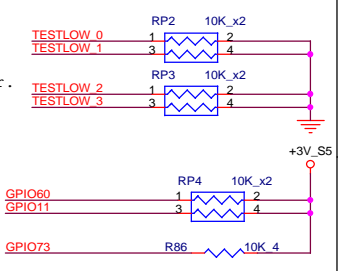 RP2 10K_x2
TESTLOW_0 1 2
TESTLOW_1 3 4
RP3 10K_x2
r.
TESTLOW_2 1 2
TESTLOW_3 3 4
+3V_S5
RP4 10K_x2
GPIO60 1 2
GPIO11 3 4
GPIO73 R86 10K_4